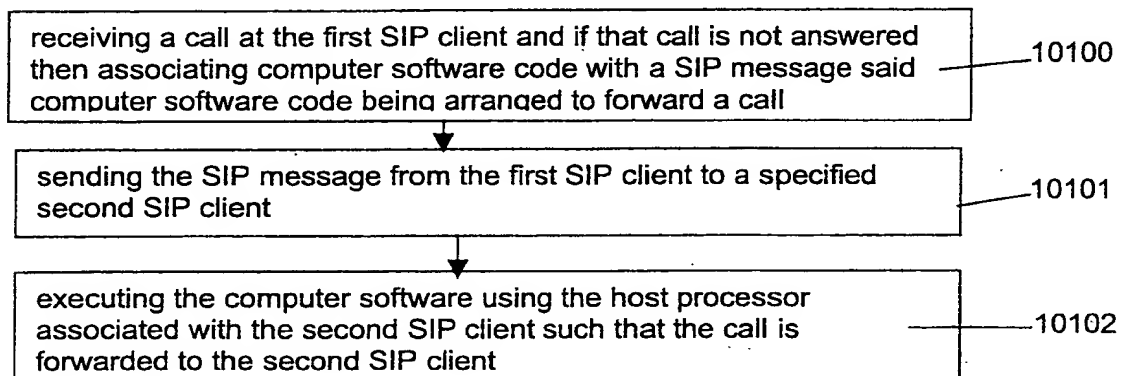 receiving a call at the first SIP client and if that call is not answered
then associating computer software code with a SIP message said
computer software code being arranged to forward a call
10100
sending the SIP message from the first SIP client to a specified
second SIP client
10101
executing the computer software using the host processor
associated with the second SIP client such that the call is
forwarded to the second SIP client
10102